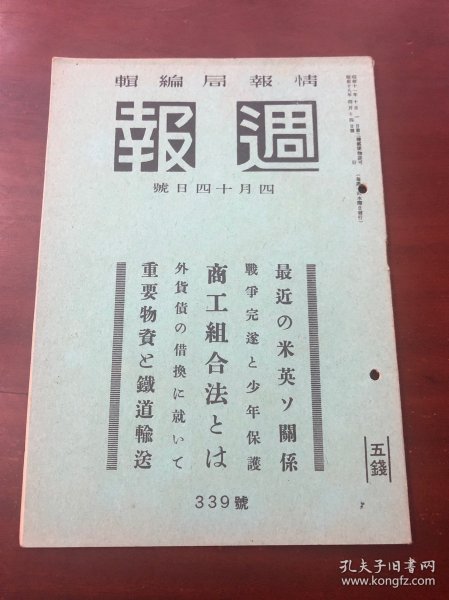 情報局編輯
週報
四月十四日號
最近の米英ソ關係
戰爭完遂と少年保護
商工組合法とは
外貨債の借換に就いて
重要物資と鐵道輸送
五錢
339號
孔夫子旧书网
www.kongfz.com